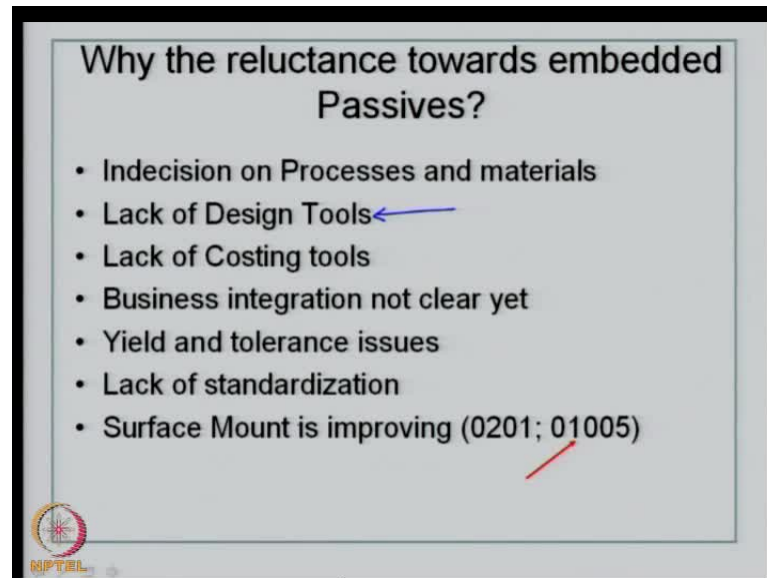 Why the reluctance towards embedded
Passives?
• Indecision on Processes and materials
• Lack of Design Tools
• Lack of Costing tools
• Business integration not clear yet
• Yield and tolerance issues
• Lack of standardization
• Surface Mount is improving (0201; 01005)
NPTEL